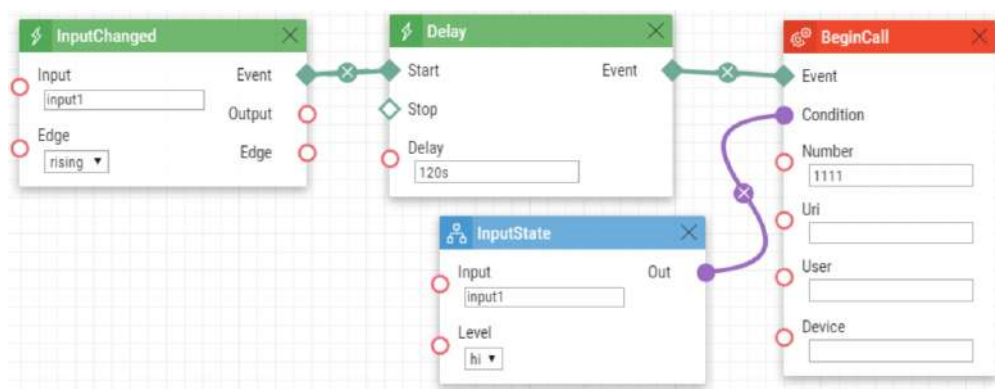 InputChanged
Input
Event
input1
Output
Edge
Edge
rising
Delay
Start
Event
Stop
Delay
120s
InputState
Input
Out
input1
Level
hi
BeginCall
Event
Condition
Number
1111
Uri
User
Device